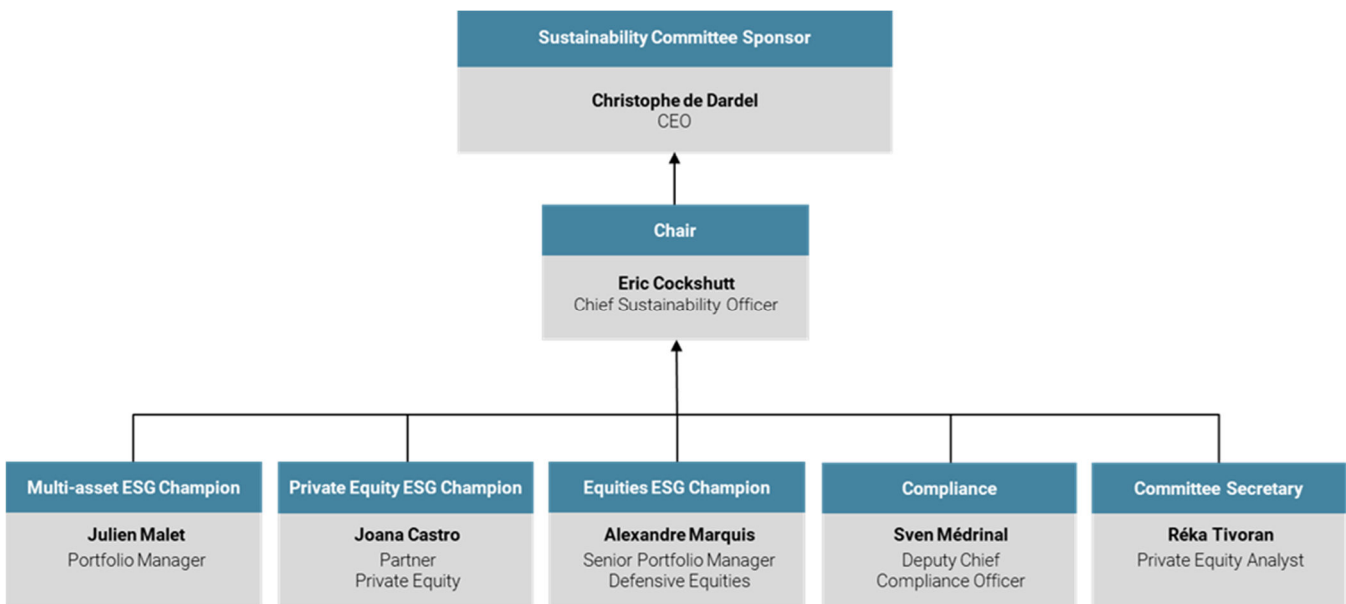 Sustainability Committee Sponsor
Christophe de Dardel
CEO
Chair
Eric Cockshutt
Chief Sustainability Officer
Multi-asset ESG Champion
Julien Malet
Portfolio Manager
Private Equity ESG Champion
Joana Castro
Partner
Private Equity
Equities ESG Champion
Alexandre Marquis
Senior Portfolio Manager
Defensive Equities
Compliance
Sven Médrinal
Deputy Chief
Compliance Officer
Committee Secretary
Réka Tivoran
Private Equity Analyst